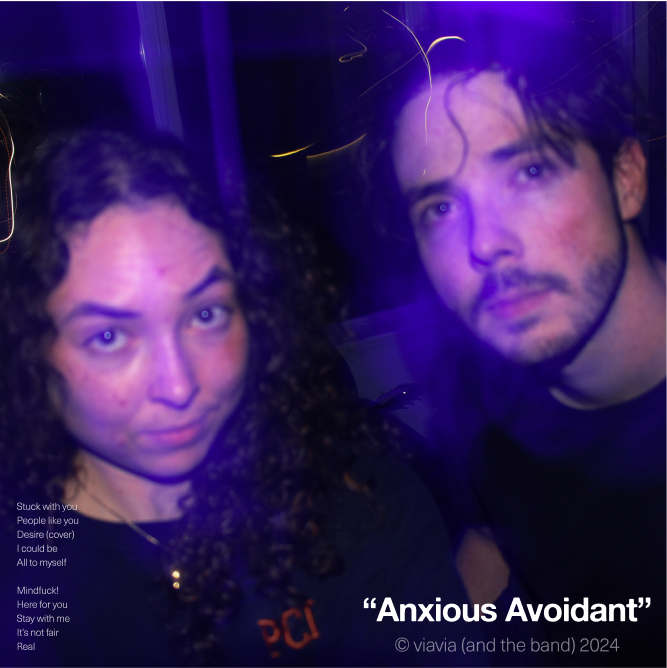 Stuck with you
People like you
Desire (cover)
I could be
All to myself
Mindfuck!
Here for you
Stay with me
It's not fair
Real
PCI
“Anxious Avoidant”
© viavia (and the band) 2024